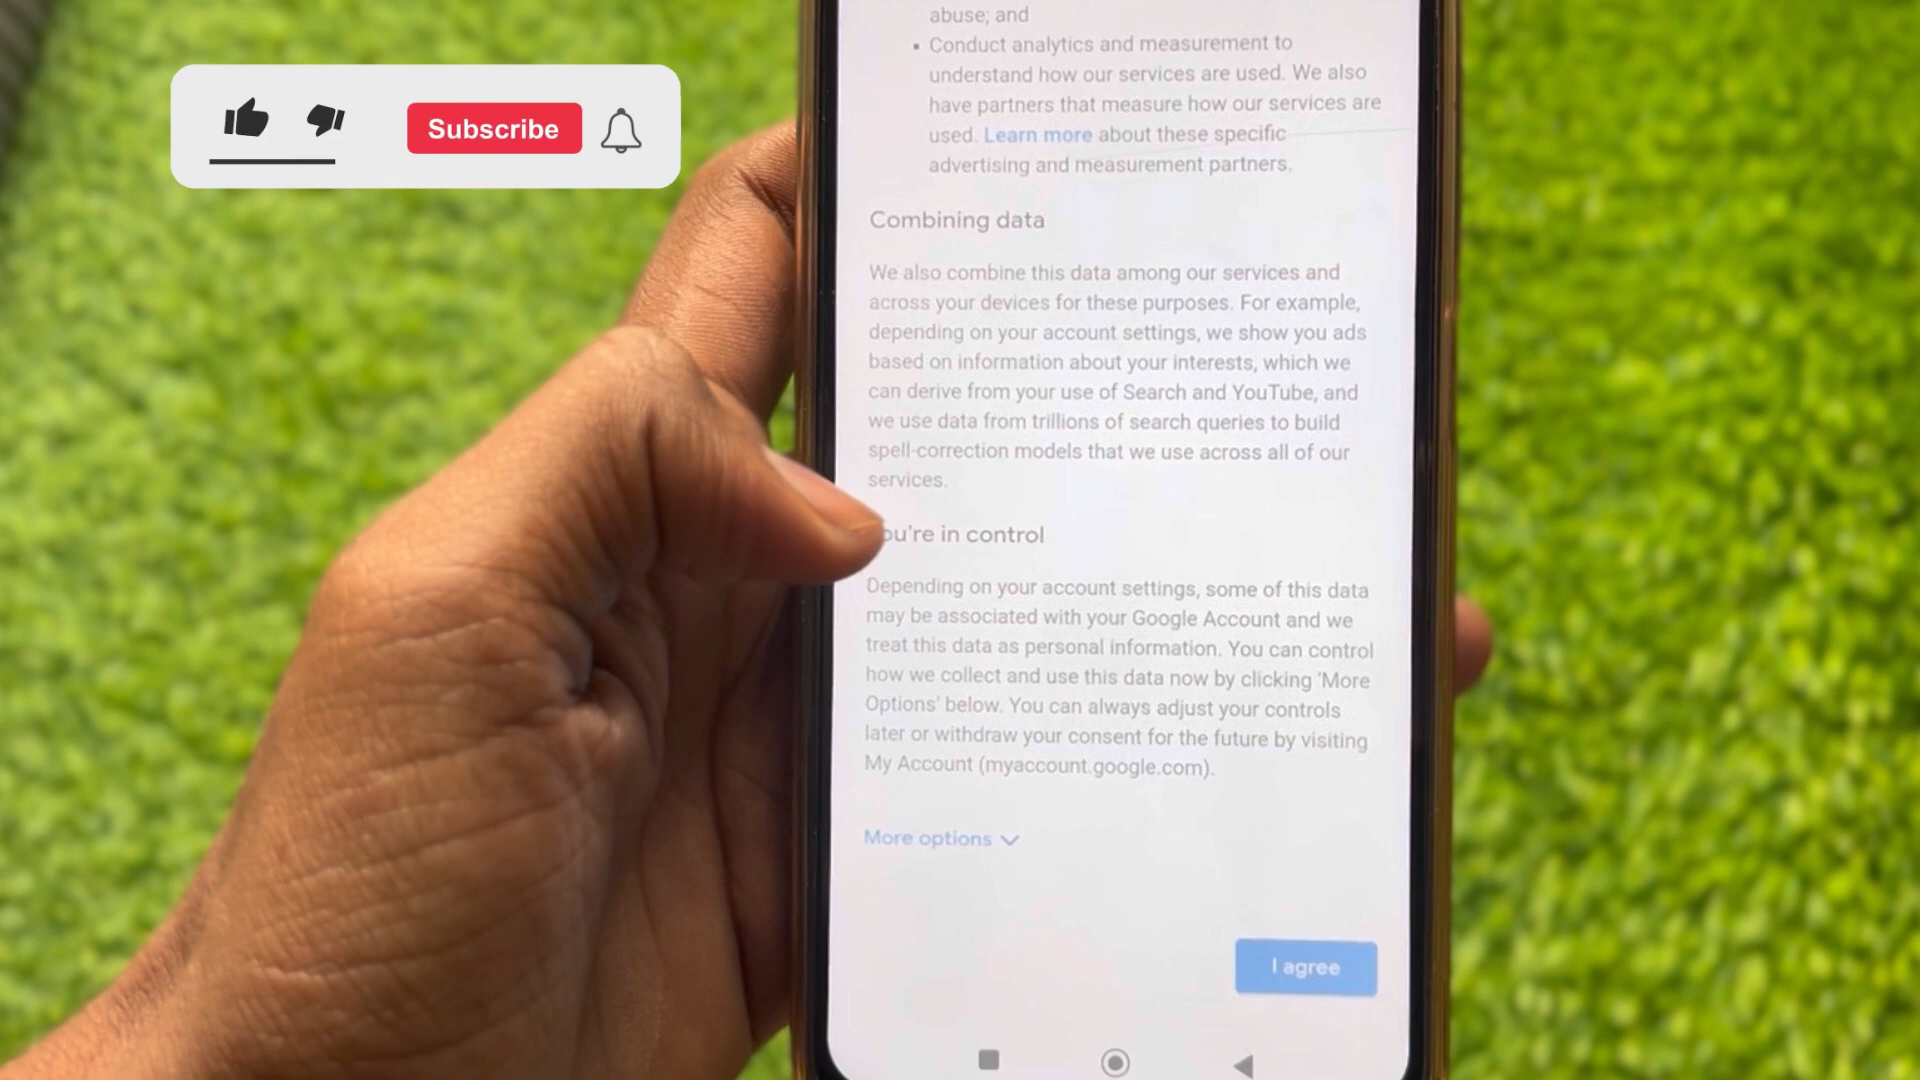 Subscribe
abuse; and
• Conduct analytics and measurement to
understand how our services are used. We also
have partners that measure how our services are
used. Learn more about these specific
advertising and measurement partners.
Combining data
We also combine this data among our services and
across your devices for these purposes. For example,
depending on your account settings, we show you ads
based on information about your interests, which we
can derive from your use of Search and YouTube, and
we use data from trillions of search queries to build
spell-correction models that we use across all of our
services.
ou're in control
Depending on your account settings, some of this data
may be associated with your Google Account and we
treat this data as personal information. You can control
how we collect and use this data now by clicking 'More
Options' below. You can always adjust your controls
later or withdraw your consent for the future by visiting
My Account (myaccount.google.com).
More options
I agree